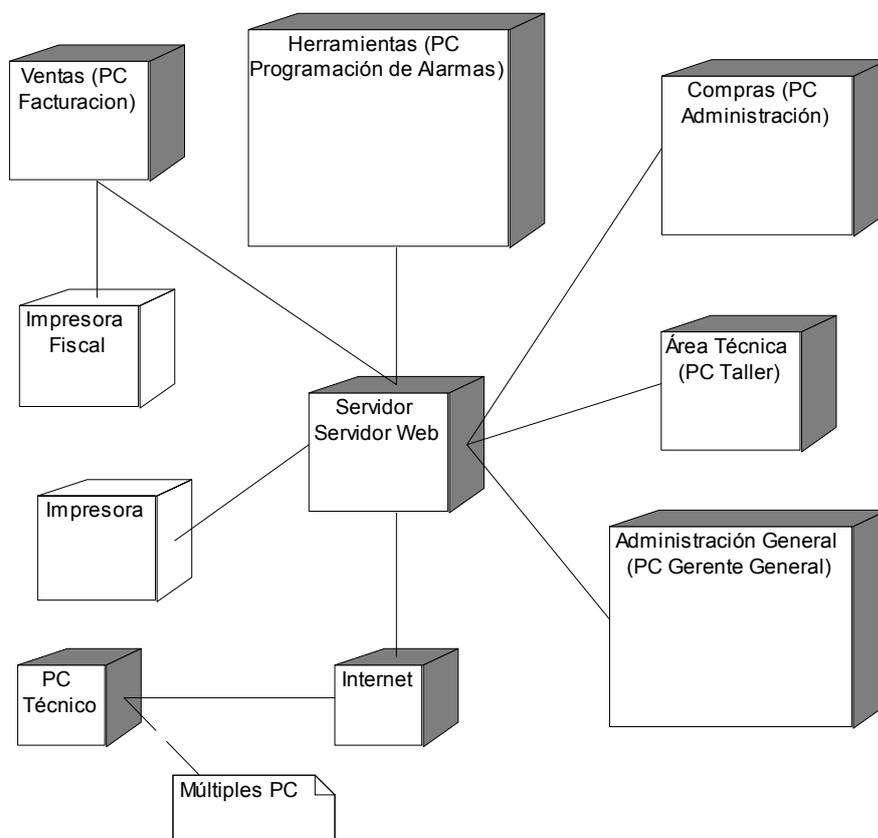 Herramientas (PC
Programación de Alarmas)
Ventas (PC
Facturacion)
Compras (PC
Administración)
Impresora
Fiscal
Área Técnica
(PC Taller)
Servidor
Servidor Web
Impresora
Administración General
(PC Gerente General)
PC
Técnico
Internet
Múltiples PC